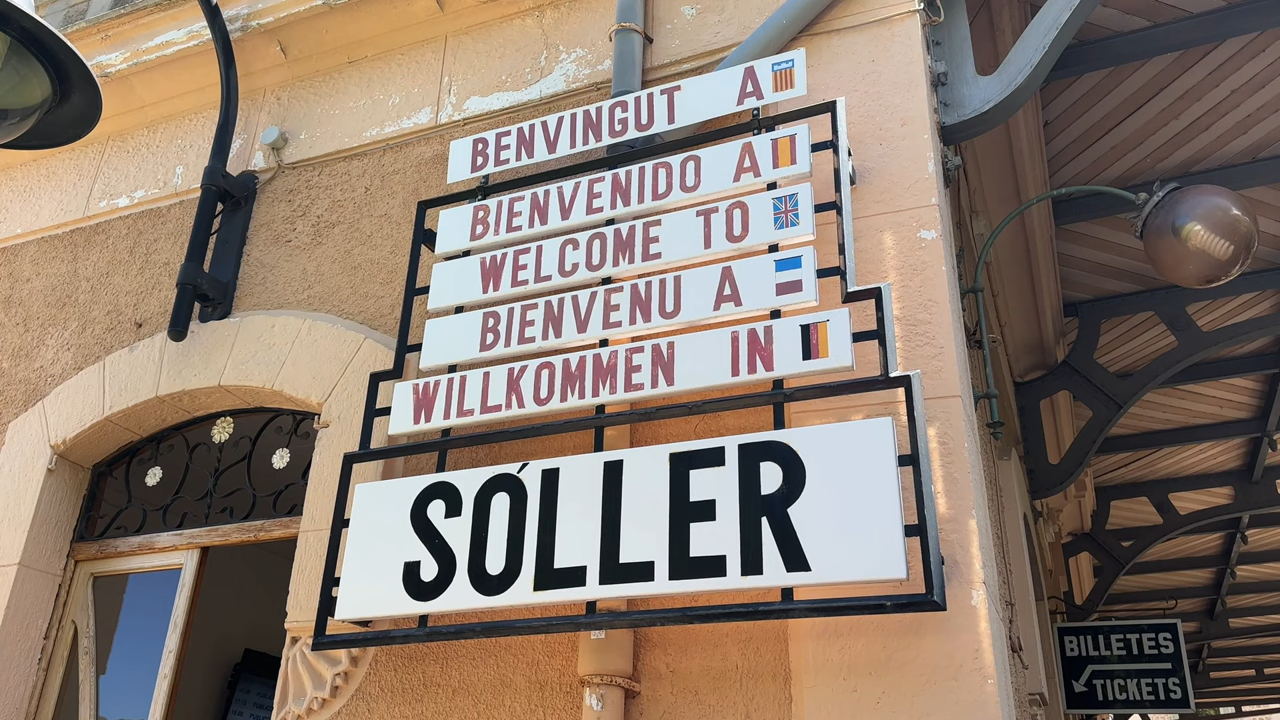 BENVINGUT A
BIENVENIDO A
WELCOME TO
BIENVENU A
WILLKOMMEN IN
SÓLLER
BILLETES
TICKETS